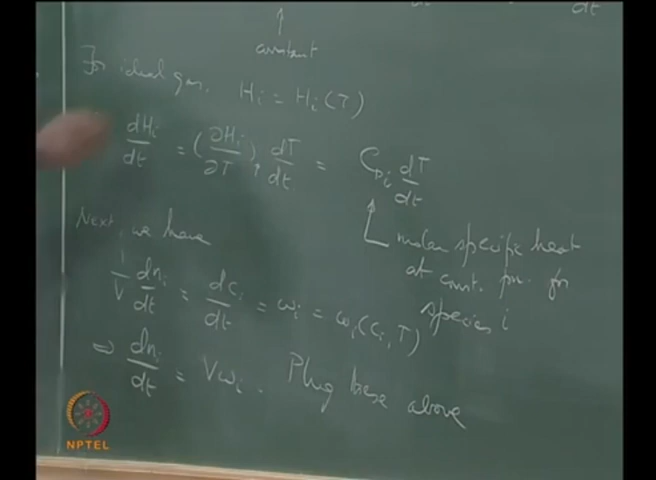 dt
constant
For ideal gas. Hi = Hi (T)
dHi/dt = (∂Hi/∂T)p dT/dt = Cpi dT/dt
molar specific heat
at const. pr. for
species i
Next, we have
1/V dni/dt = dci/dt = ωi = ωi(ci, T)
⇒ dni/dt = Vωi. Plug these above
NPTEL